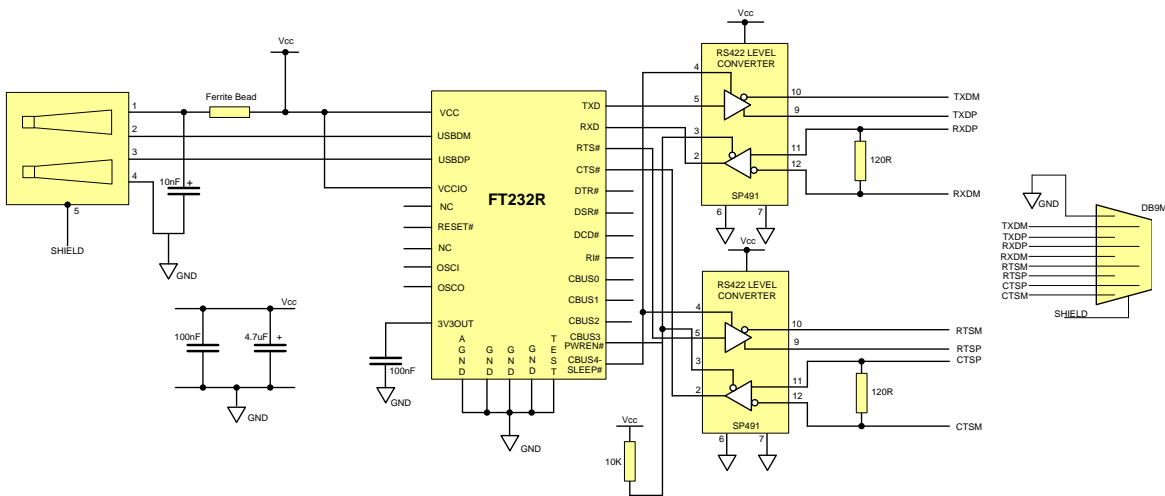 Vcc
Vcc
RS422 LEVEL
CONVERTER
4
10
TXDM
5
9
TXDP
3
11
RXDP
2
12
RXDM
120R
SP491
6
7
1
Ferrite Bead
2
3
4
10nF
+
5
SHIELD
GND
VCC
USBDM
USBDP
VCCIO
NC
RESET#
NC
OSCI
OSCO
3V3OUT
FT232R
TXD
RXD
RTS#
CTS#
DTR#
DSR#
DCD#
RI#
CBUS0
CBUS1
CBUS2
CBUS3
PWREN#
CBUS4-
SLEEP#
AGND
GND
GND
GND
TEST
GND
100nF
GND
Vcc
100nF
4.7uF
+
GND
Vcc
RS422 LEVEL
CONVERTER
4
10
RTSM
5
9
RTSP
3
11
CTSP
2
12
CTSM
120R
SP491
6
7
Vcc
10K
GND
DB9M
TXDM
TXDP
RXDP
RXDM
RTSM
RTSP
CTSP
CTSM
SHIELD